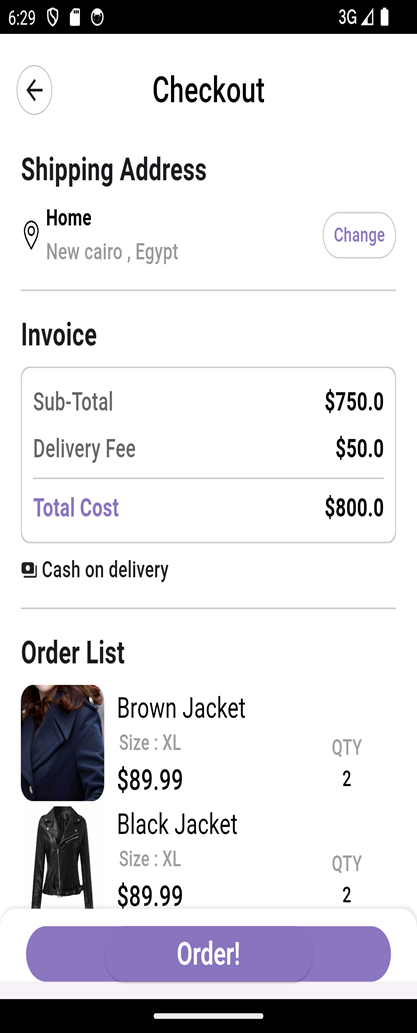 6:29 3G
Checkout
Shipping Address
Home
New cairo , Egypt
Change
Invoice
Sub-Total $750.0
Delivery Fee $50.0
Total Cost $800.0
Cash on delivery
Order List
Brown Jacket
Size : XL
QTY
$89.99
2
Black Jacket
Size : XL
QTY
$89.99
2
Order!